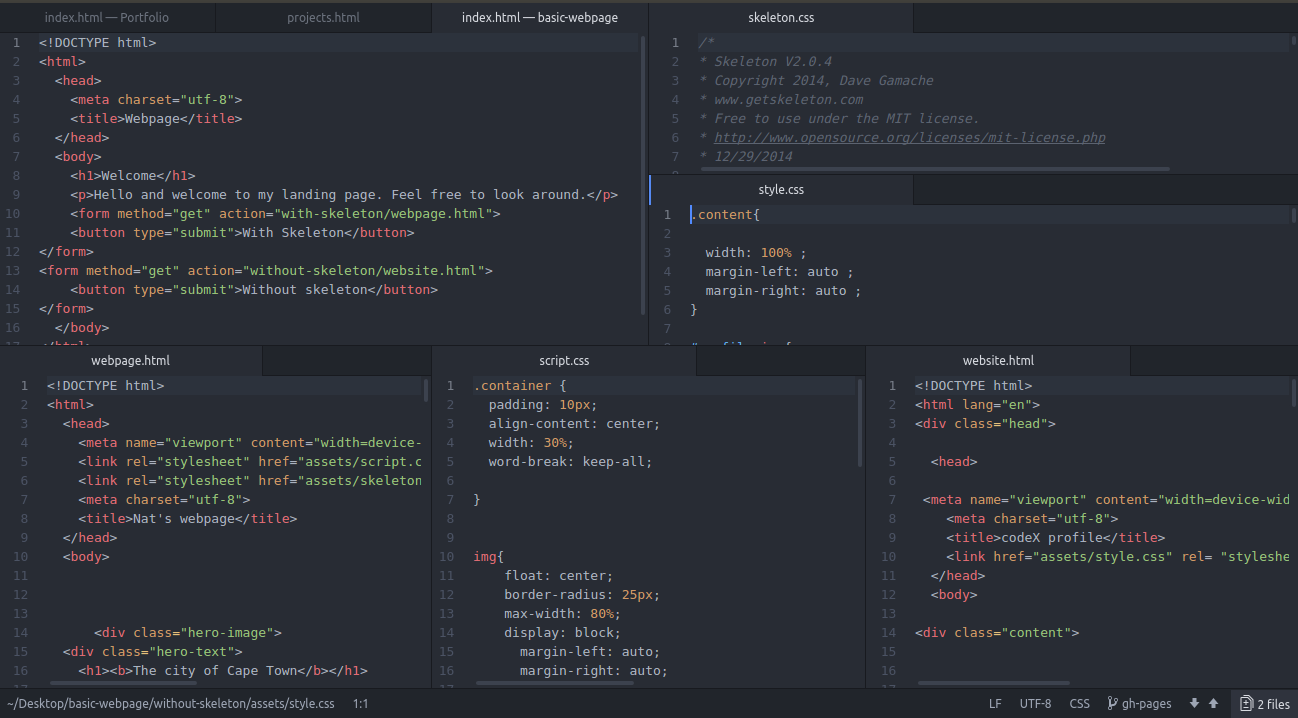 index.html — Portfolio
projects.html
index.html — basic-webpage
1 <!DOCTYPE html>
2 <html>
3 <head>
4 <meta charset="utf-8">
5 <title>Webpage</title>
6 </head>
7 <body>
8 <h1>Welcome</h1>
9 <p>Hello and welcome to my landing page. Feel free to look around.</p>
10 <form method="get" action="with-skeleton/webpage.html">
11 <button type="submit">With Skeleton</button>
12 </form>
13 <form method="get" action="without-skeleton/website.html">
14 <button type="submit">Without skeleton</button>
15 </form>
16 </body>
skeleton.css
1 /*
2 * Skeleton V2.0.4
3 * Copyright 2014, Dave Gamache
4 * www.getskeleton.com
5 * Free to use under the MIT license.
6 * http://www.opensource.org/licenses/mit-license.php
7 * 12/29/2014
style.css
1 .content{
2
3 width: 100% ;
4 margin-left: auto ;
5 margin-right: auto ;
6 }
7
webpage.html
1 <!DOCTYPE html>
2 <html>
3 <head>
4 <meta name="viewport" content="width=device-
5 <link rel="stylesheet" href="assets/script.c
6 <link rel="stylesheet" href="assets/skeleton
7 <meta charset="utf-8">
8 <title>Nat's webpage</title>
9 </head>
10 <body>
11
12
13
14 <div class="hero-image">
15 <div class="hero-text">
16 <h1><b>The city of Cape Town</b></h1>
script.css
1 .container {
2 padding: 10px;
3 align-content: center;
4 width: 30%;
5 word-break: keep-all;
6
7 }
8
9
10 img{
11 float: center;
12 border-radius: 25px;
13 max-width: 80%;
14 display: block;
15 margin-left: auto;
16 margin-right: auto;
website.html
1 <!DOCTYPE html>
2 <html lang="en">
3 <div class="head">
4
5 <head>
6
7 <meta name="viewport" content="width=device-wid
8 <meta charset="utf-8">
9 <title>codeX profile</title>
10 <link href="assets/style.css" rel= "styleshe
11 </head>
12 <body>
13
14 <div class="content">
15
16
~/Desktop/basic-webpage/without-skeleton/assets/style.css 1:1
LF UTF-8 CSS gh-pages 2 files